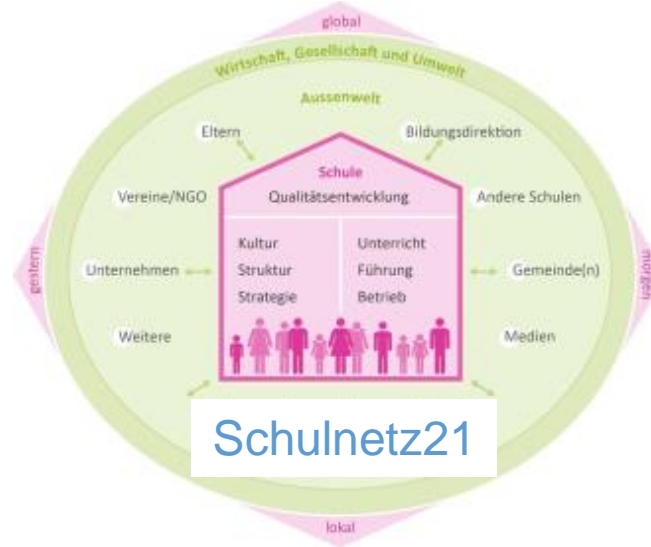 global
Wirtschaft, Gesellschaft und Umwelt
Aussenwelt
Eltern
Bildungsdirektion
Schule
Qualitätsentwicklung
Vereine/NGO
Andere Schulen
Kultur
Unterricht
gestern
Unternehmen
Struktur
Führung
Gemeinde(n)
morgen
Strategie
Betrieb
Weitere
Medien
Schulnetz21
lokal